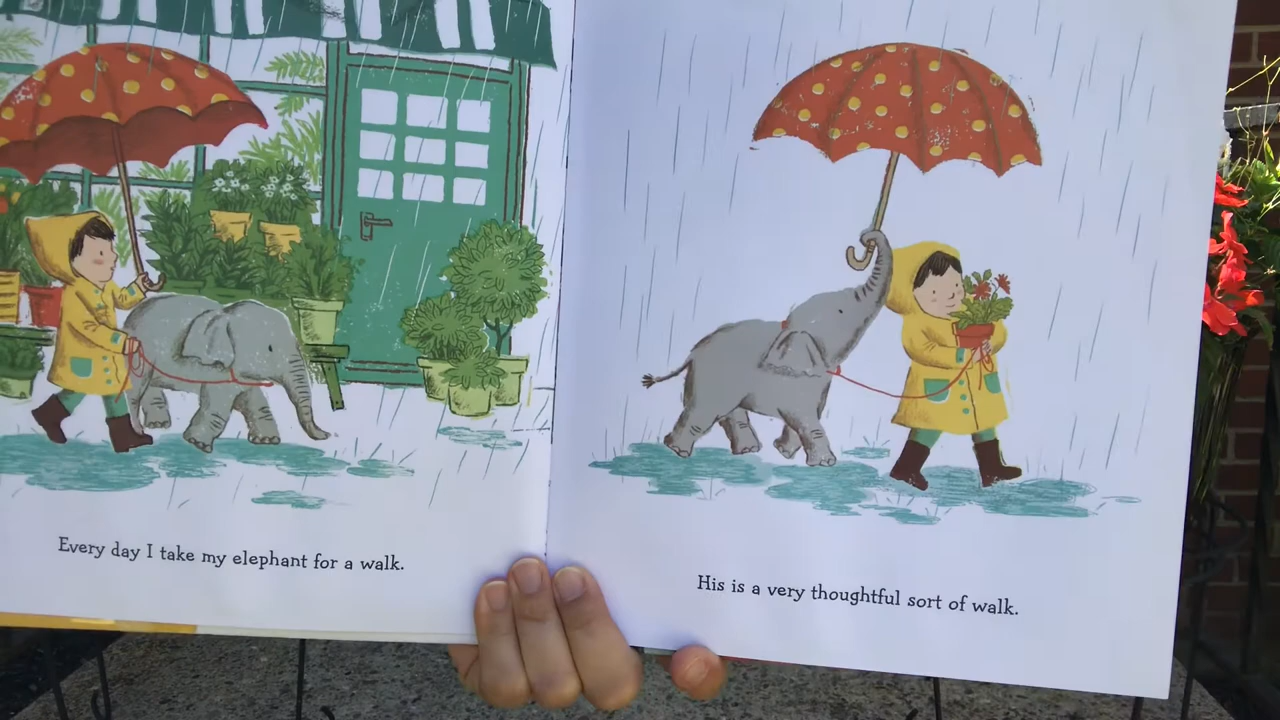 Every day I take my elephant for a walk.
His is a very thoughtful sort of walk.